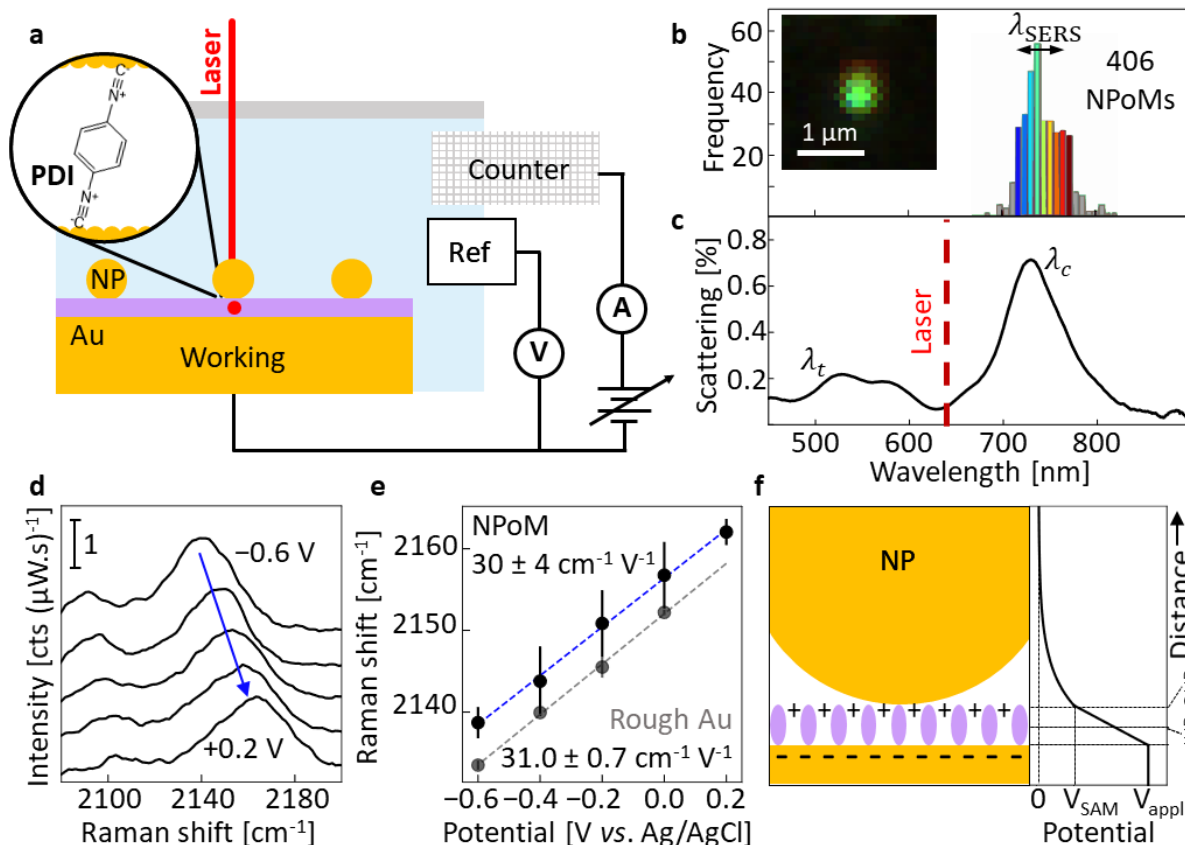 a
Laser
C
N+
PDI
N+
-C
NP
Au
Working
Counter
Ref
V
A
b
Frequency
60
40
20
1 μm
λSERS
406
NPoMs
c
Scattering [%]
0.8
0.6
0.4
0.2
λt
Laser
λc
500 600 700 800
Wavelength [nm]
d
Intensity [cts (μW.s)-1]
1
−0.6 V
+0.2 V
2100 2140 2180
Raman shift [cm-1]
e
Raman shift [cm-1]
2160
2150
2140
NPoM
30 ± 4 cm-1 V-1
Rough Au
31.0 ± 0.7 cm-1 V-1
−0.6 −0.4 −0.2 0.0 0.2
Potential [V vs. Ag/AgCl]
f
NP
+ + + + + + + +
- - - - - - - - - -
Distance
0 VSAM Vappl
Potential